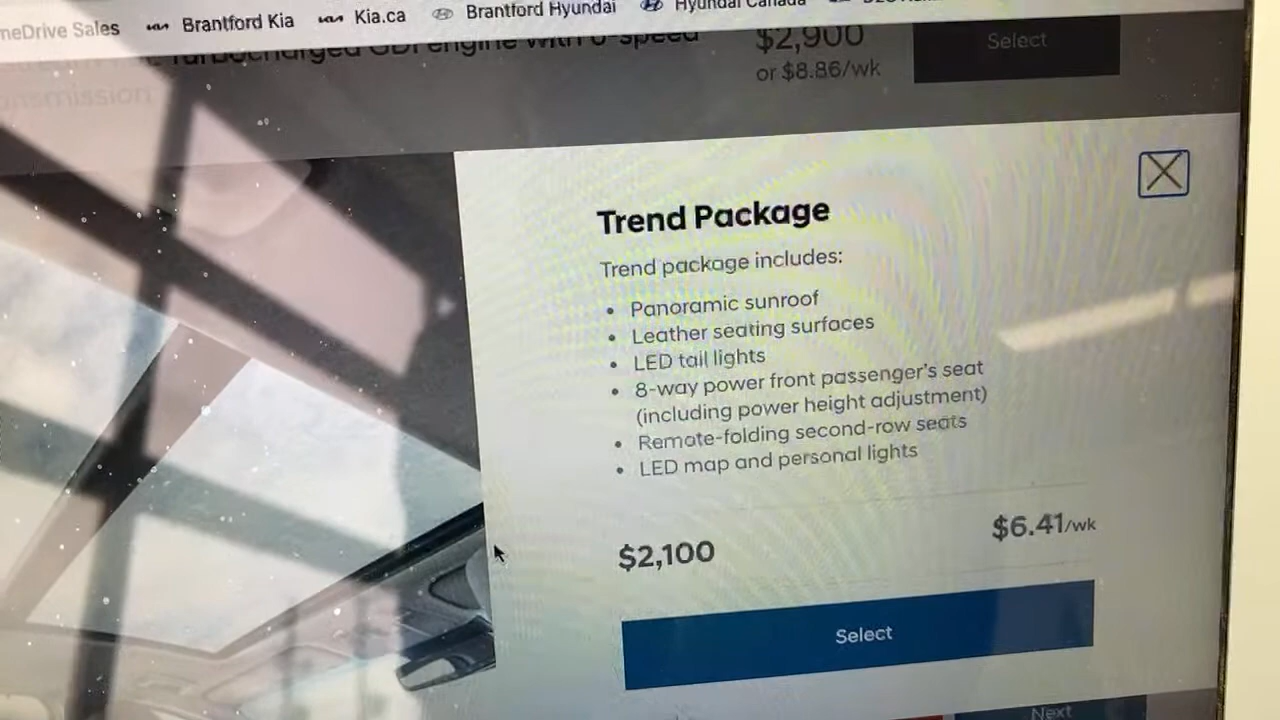 meDrive Sales Brantford Kia Kia.ca Brantford Hyundai Hyundai Canada
Turbocharged GDI engine with 6-speed
$2,900
or $8.86/wk
Select
Trend Package
Trend package includes:
• Panoramic sunroof
• Leather seating surfaces
• LED tail lights
• 8-way power front passenger's seat
(including power height adjustment)
• Remote-folding second-row seats
• LED map and personal lights
$2,100
$6.41/wk
Select
Next